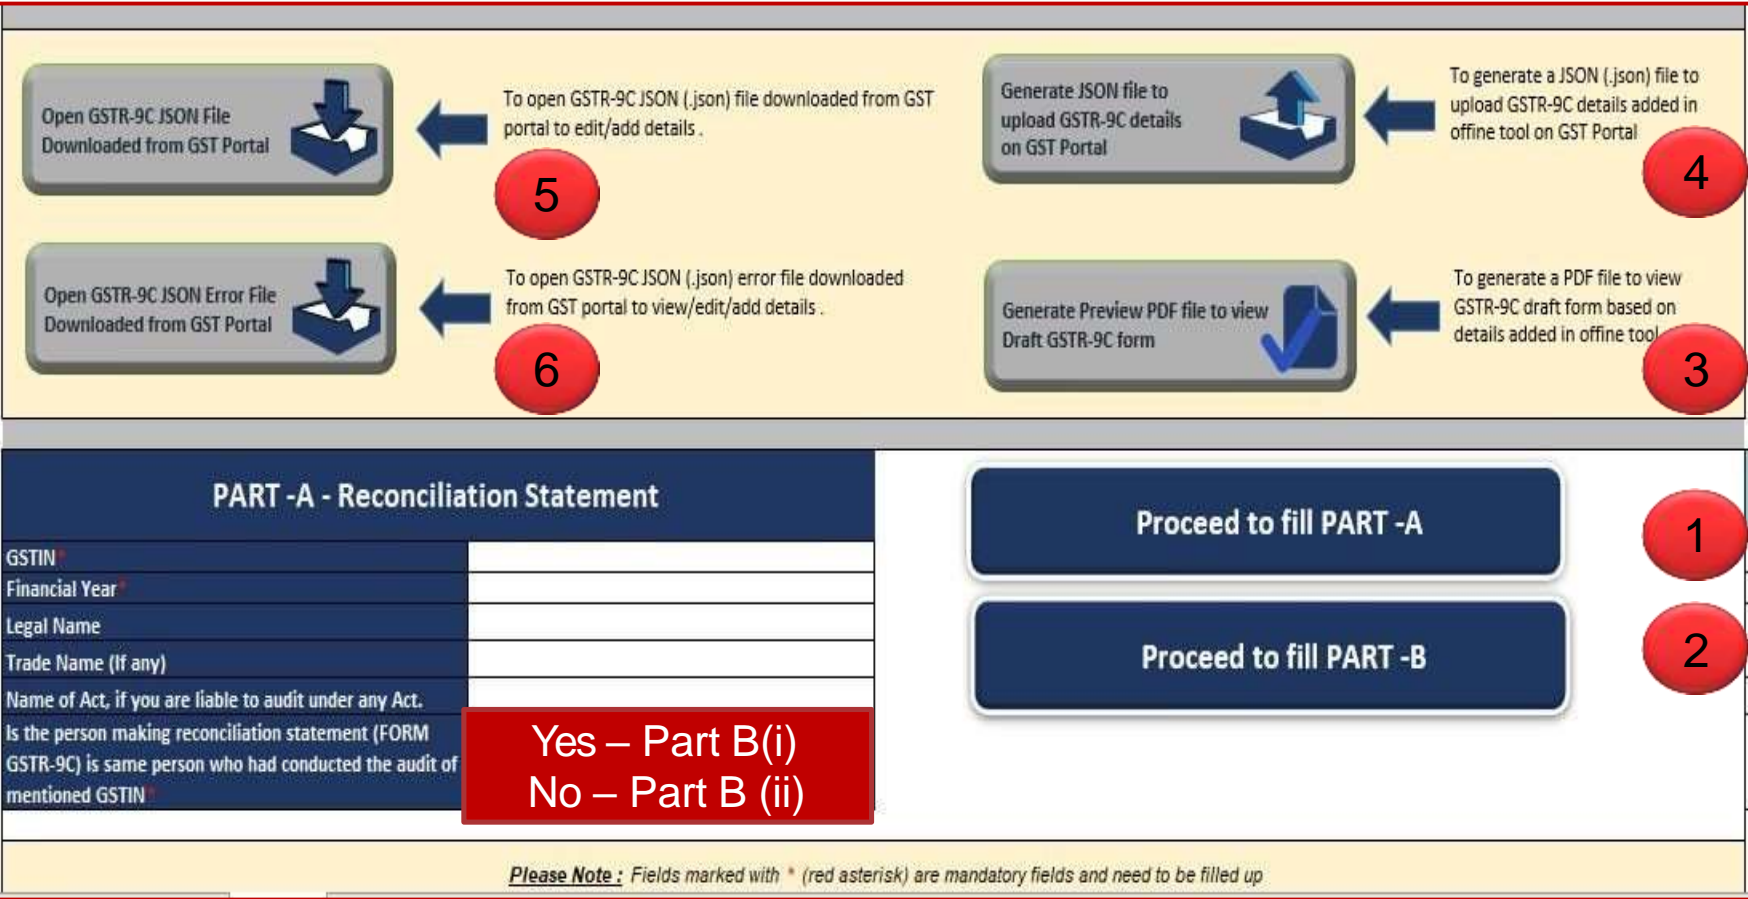 Open GSTR-9C JSON File
Downloaded from GST Portal
To open GSTR-9C JSON (.json) file downloaded from GST
portal to edit/add details .
5
Generate JSON file to
upload GSTR-9C details
on GST Portal
To generate a JSON (.json) file to
upload GSTR-9C details added in
offine tool on GST Portal
4
Open GSTR-9C JSON Error File
Downloaded from GST Portal
To open GSTR-9C JSON (.json) error file downloaded
from GST portal to view/edit/add details .
6
Generate Preview PDF file to view
Draft GSTR-9C form
To generate a PDF file to view
GSTR-9C draft form based on
details added in offine tool
3
PART -A - Reconciliation Statement
GSTIN*
Financial Year*
Legal Name
Trade Name (If any)
Name of Act, if you are liable to audit under any Act.
Is the person making reconciliation statement (FORM
GSTR-9C) is same person who had conducted the audit of
mentioned GSTIN*
Yes – Part B(i)
No – Part B (ii)
Proceed to fill PART -A
1
Proceed to fill PART -B
2
Please Note : Fields marked with * (red asterisk) are mandatory fields and need to be filled up